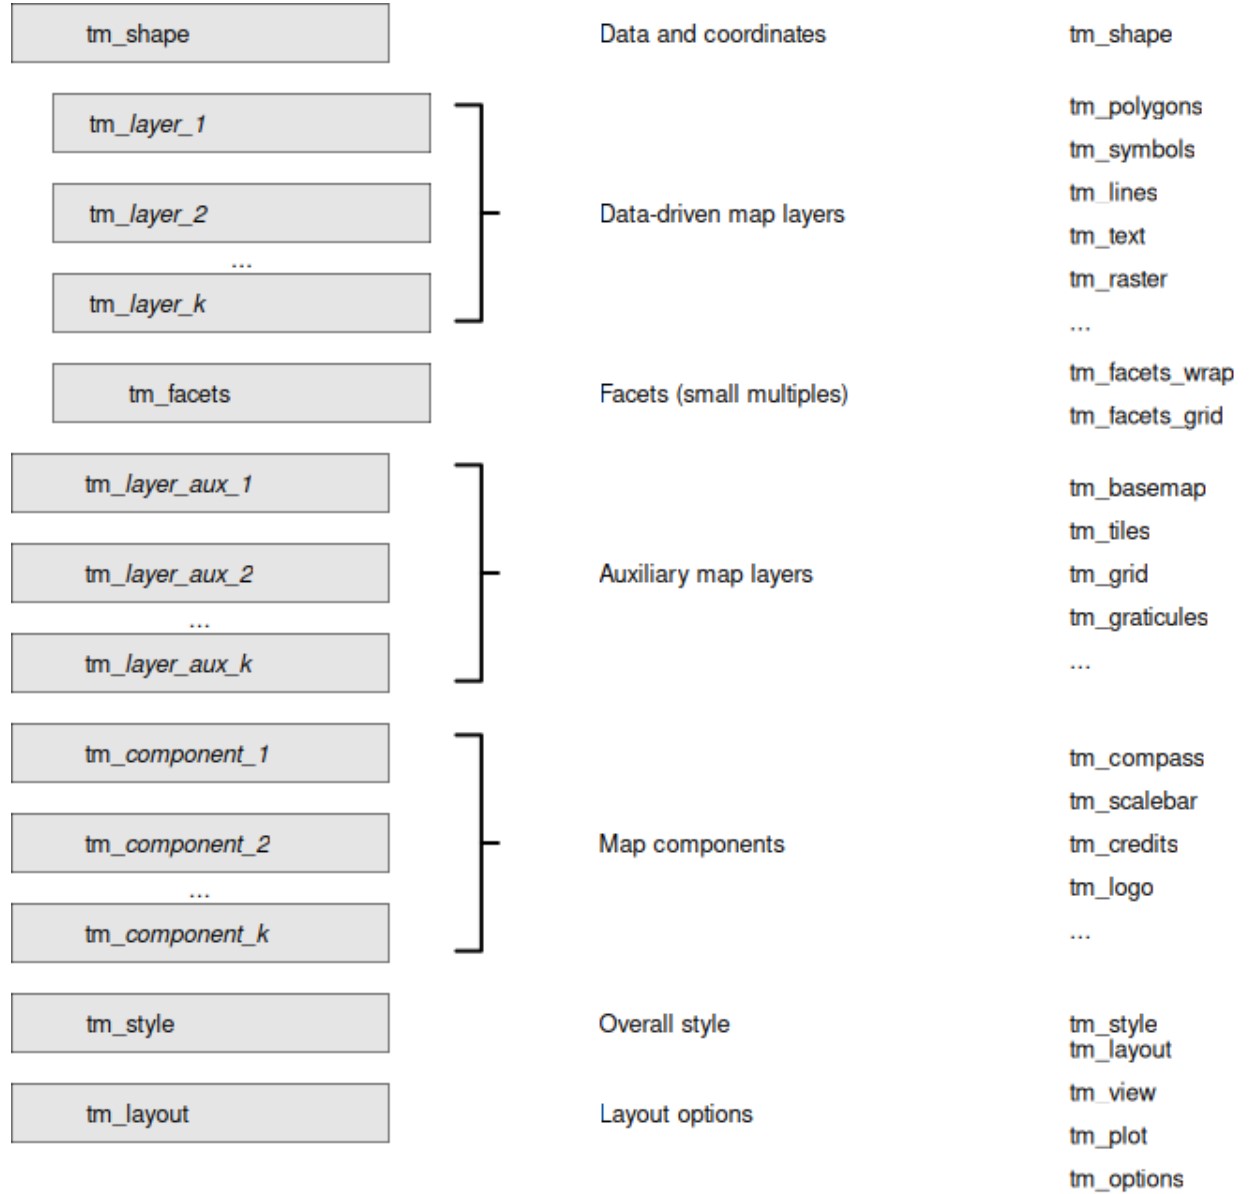 tm_shape Data and coordinates tm_shape
tm_layer_1
tm_polygons
tm_symbols
tm_layer_2 Data-driven map layers
tm_lines
tm_text
...
tm_layer_k
tm_raster
...
tm_facets Facets (small multiples)
tm_facets_wrap
tm_facets_grid
tm_layer_aux_1
tm_basemap
tm_tiles
tm_layer_aux_2 Auxiliary map layers tm_grid
...
tm_graticules
tm_layer_aux_k
...
tm_component_1
tm_compass
tm_scalebar
tm_component_2 Map components tm_credits
...
tm_logo
tm_component_k
...
tm_style Overall style tm_style
tm_layout
tm_view
tm_layout Layout options
tm_plot
tm_options